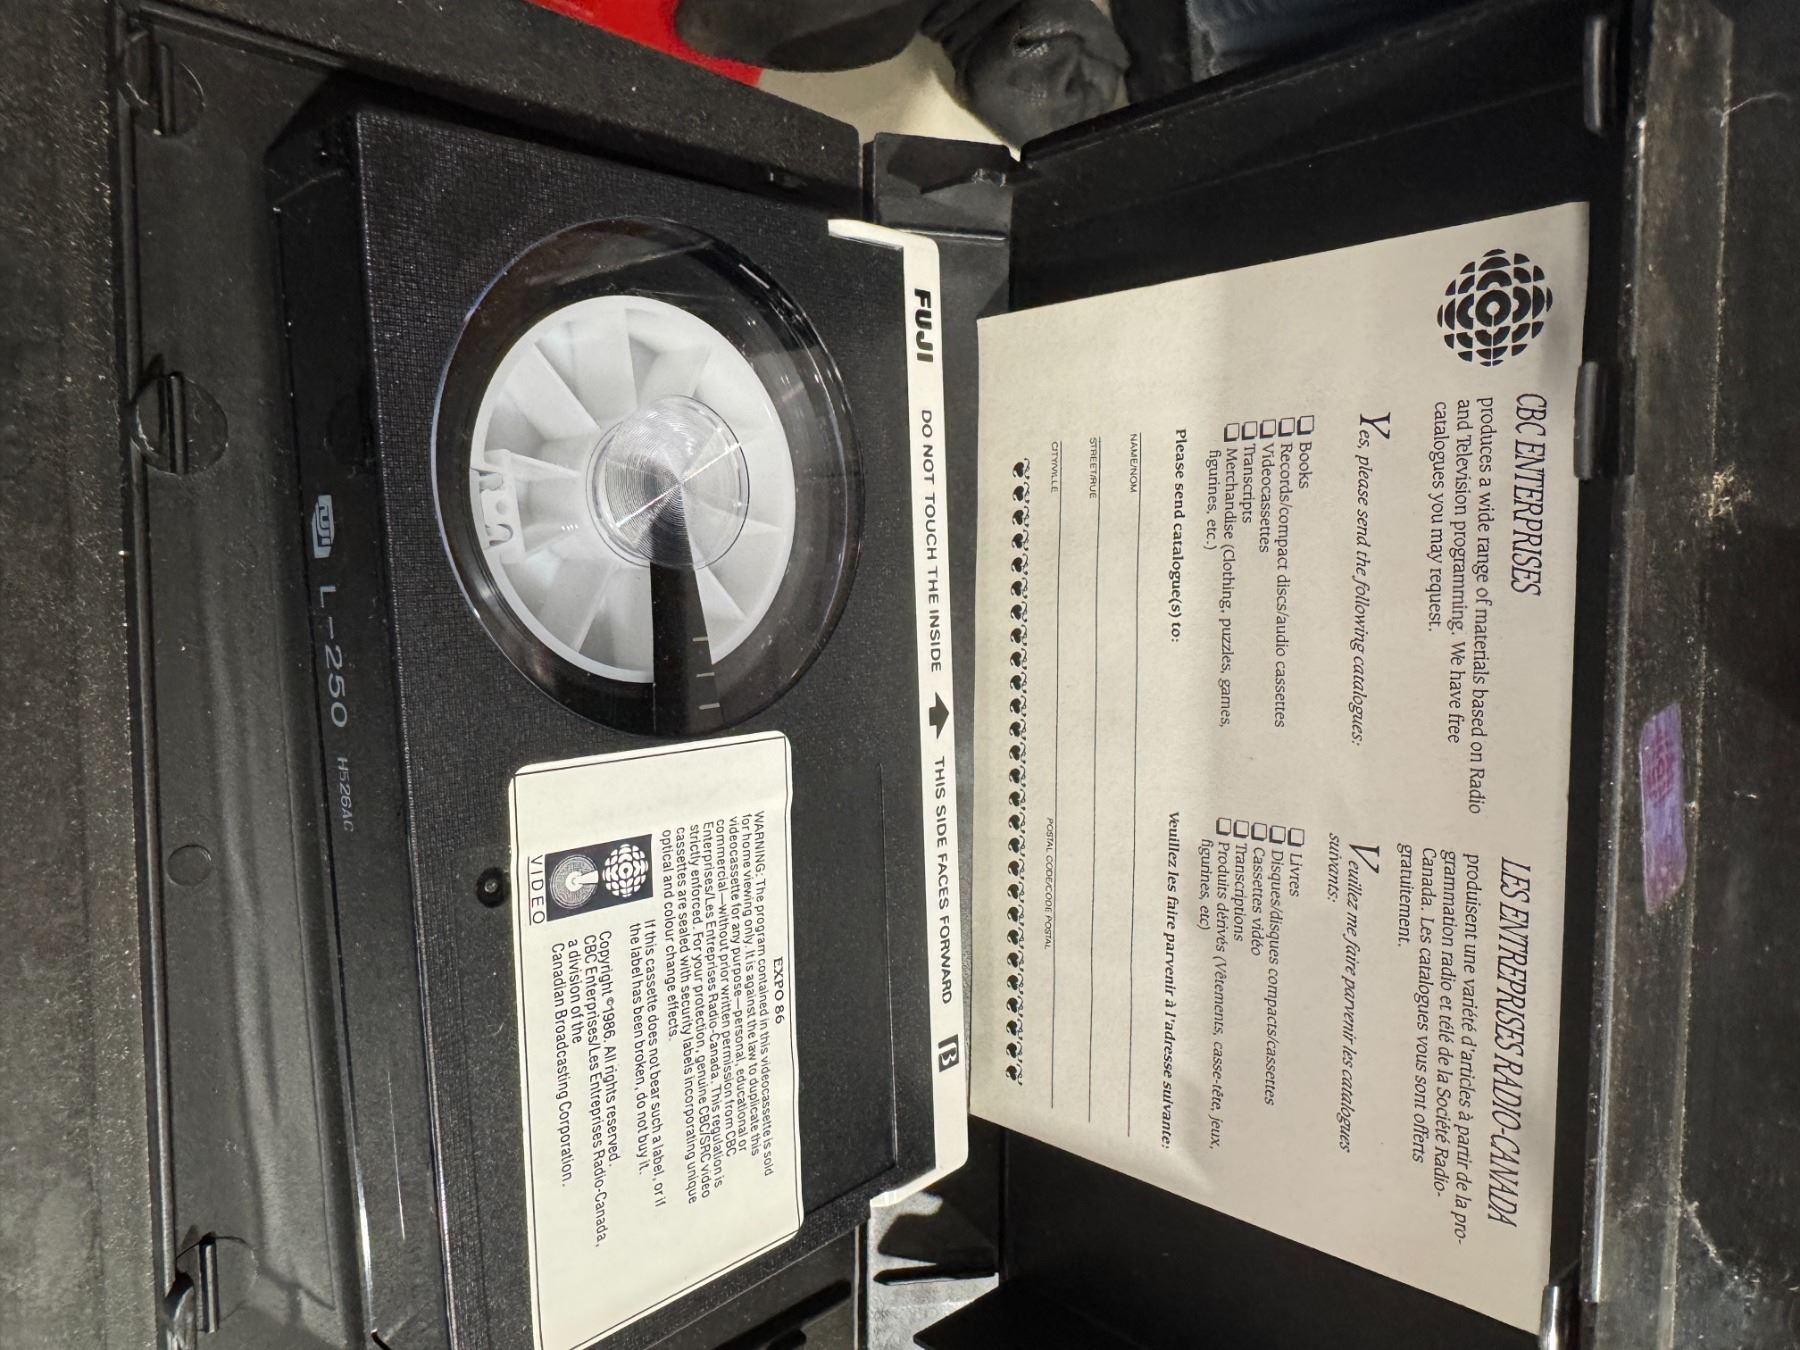 CBC ENTERPRISES
produces a wide range of materials based on Radio
and Television programming. We have free
catalogues you may request.
Yes, please send the following catalogues:
Books
Records/compact discs/audio cassettes
Videocassettes
Transcripts
Merchandise (Clothing, puzzles, games,
figurines, etc.)
Please send catalogue(s) to:
LES ENTREPRISES RADIO-CANADA
produisent une variété d'articles à partir de la pro-
grammation radio et télé de la Société Radio-
Canada. Les catalogues vous sont offerts
gratuitement.
Veuillez me faire parvenir les catalogues
suivants:
Livres
Disques/disques compacts/cassettes
Cassettes vidéo
Transcriptions
Produits dérivés (Vêtements, casse-tête, jeux,
figurines, etc)
Veuillez les faire parvenir à l'adresse suivante:
NAME/NOM
STREET/RUE
CITY/VILLE
POSTAL CODE/CODE POSTAL
FUJI DO NOT TOUCH THE INSIDE THIS SIDE FACES FORWARD B
EXPO 86
WARNING: The program contained in this videocassette is sold
for home viewing only. It is against the law to duplicate this
videocassette for any purpose—personal, educational or
commercial—without prior written permission from CBC
Enterprises/Les Entreprises Radio-Canada. This regulation is
strictly enforced. For your protection, genuine CBC/SRC video
cassettes are sealed with security labels incorporating unique
optical and colour change effects.
If this cassette does not bear such a label, or if
the label has been broken, do not buy it.
Copyright ©1986. All rights reserved.
CBC Enterprises/Les Entreprises Radio-Canada,
a division of the
Canadian Broadcasting Corporation.
VIDEO
FUJI L-250 H526AC